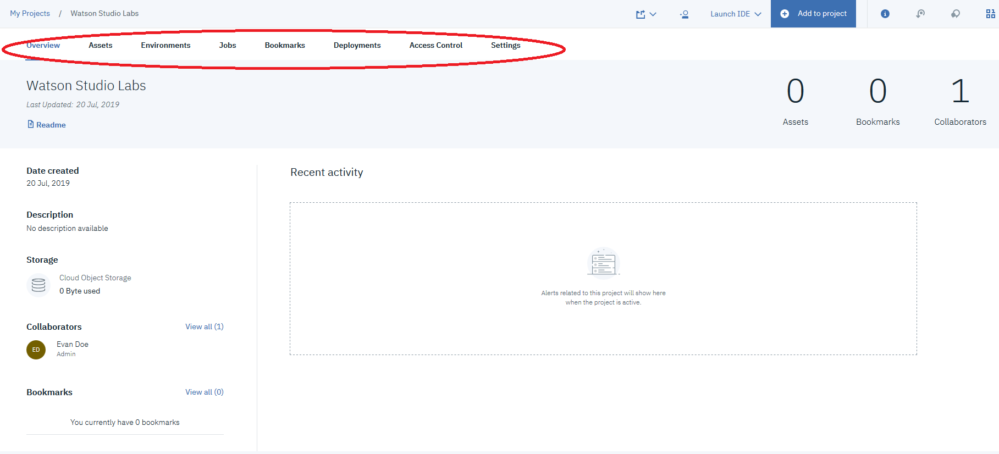 My Projects / Watson Studio Labs
Launch IDE
Add to project
Overview Assets Environments Jobs Bookmarks Deployments Access Control Settings
Watson Studio Labs
Last Updated: 20 Jul, 2019
Readme
0 0 1
Assets Bookmarks Collaborators
Date created
20 Jul, 2019
Description
No description available
Storage
Cloud Object Storage
0 Byte used
Collaborators View all (1)
ED
Evan Doe
Admin
Bookmarks View all (0)
You currently have 0 bookmarks
Recent activity
Alerts related to this project will show here
when the project is active.